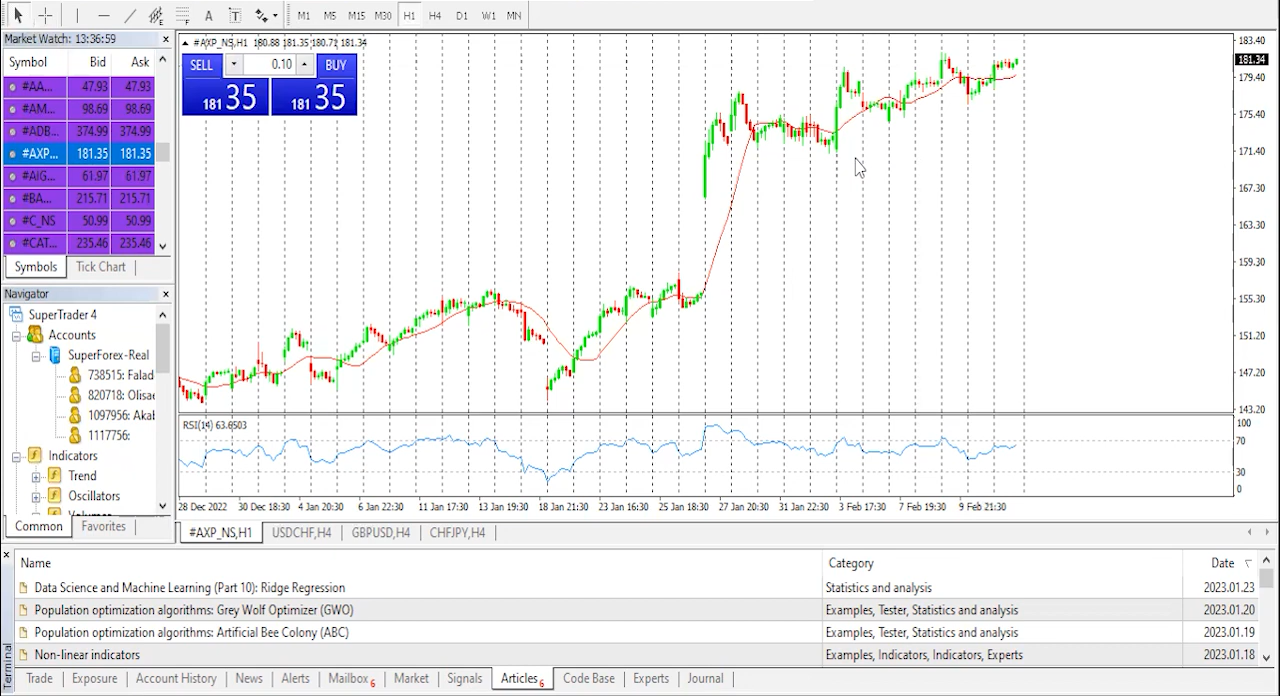 A T M1 M5 M15 M30 H1 H4 D1 W1 MN
Market Watch: 13:36:59
Symbol Bid Ask
#AA... 47.93 47.93
#AM... 98.69 98.69
#ADB... 374.99 374.99
#AXP... 181.35 181.35
#AIG... 61.97 61.97
#BA... 215.71 215.71
#C_NS 50.99 50.99
#CAT... 235.46 235.46
Symbols Tick Chart
Navigator
SuperTrader 4
Accounts
SuperForex-Real
738515: Falad
820718: Olisae
1097956: Akab
1117756:
Indicators
Trend
Oscillators
Common Favorites
#AXP_NS,H1 180.88 181.35 180.71 181.34
SELL 0.10 BUY
181 35 181 35
183.40
181.34
179.40
175.40
171.40
167.30
163.30
159.30
155.30
151.20
147.20
143.20
RSI(14) 63.6503
100
70
30
0
28 Dec 2022 30 Dec 18:30 4 Jan 20:30 6 Jan 22:30 11 Jan 17:30 13 Jan 19:30 18 Jan 21:30 23 Jan 16:30 25 Jan 18:30 27 Jan 20:30 31 Jan 22:30 3 Feb 17:30 7 Feb 19:30 9 Feb 21:30
#AXP_NS,H1 USDCHF,H4 GBPUSD,H4 CHFJPY,H4
Name Category Date
Data Science and Machine Learning (Part 10): Ridge Regression Statistics and analysis 2023.01.23
Population optimization algorithms: Grey Wolf Optimizer (GWO) Examples, Tester, Statistics and analysis 2023.01.20
Population optimization algorithms: Artificial Bee Colony (ABC) Examples, Tester, Statistics and analysis 2023.01.19
Non-linear indicators Examples, Indicators, Indicators, Experts 2023.01.18
Terminal
Trade Exposure Account History News Alerts Mailbox 6 Market Signals Articles 6 Code Base Experts Journal